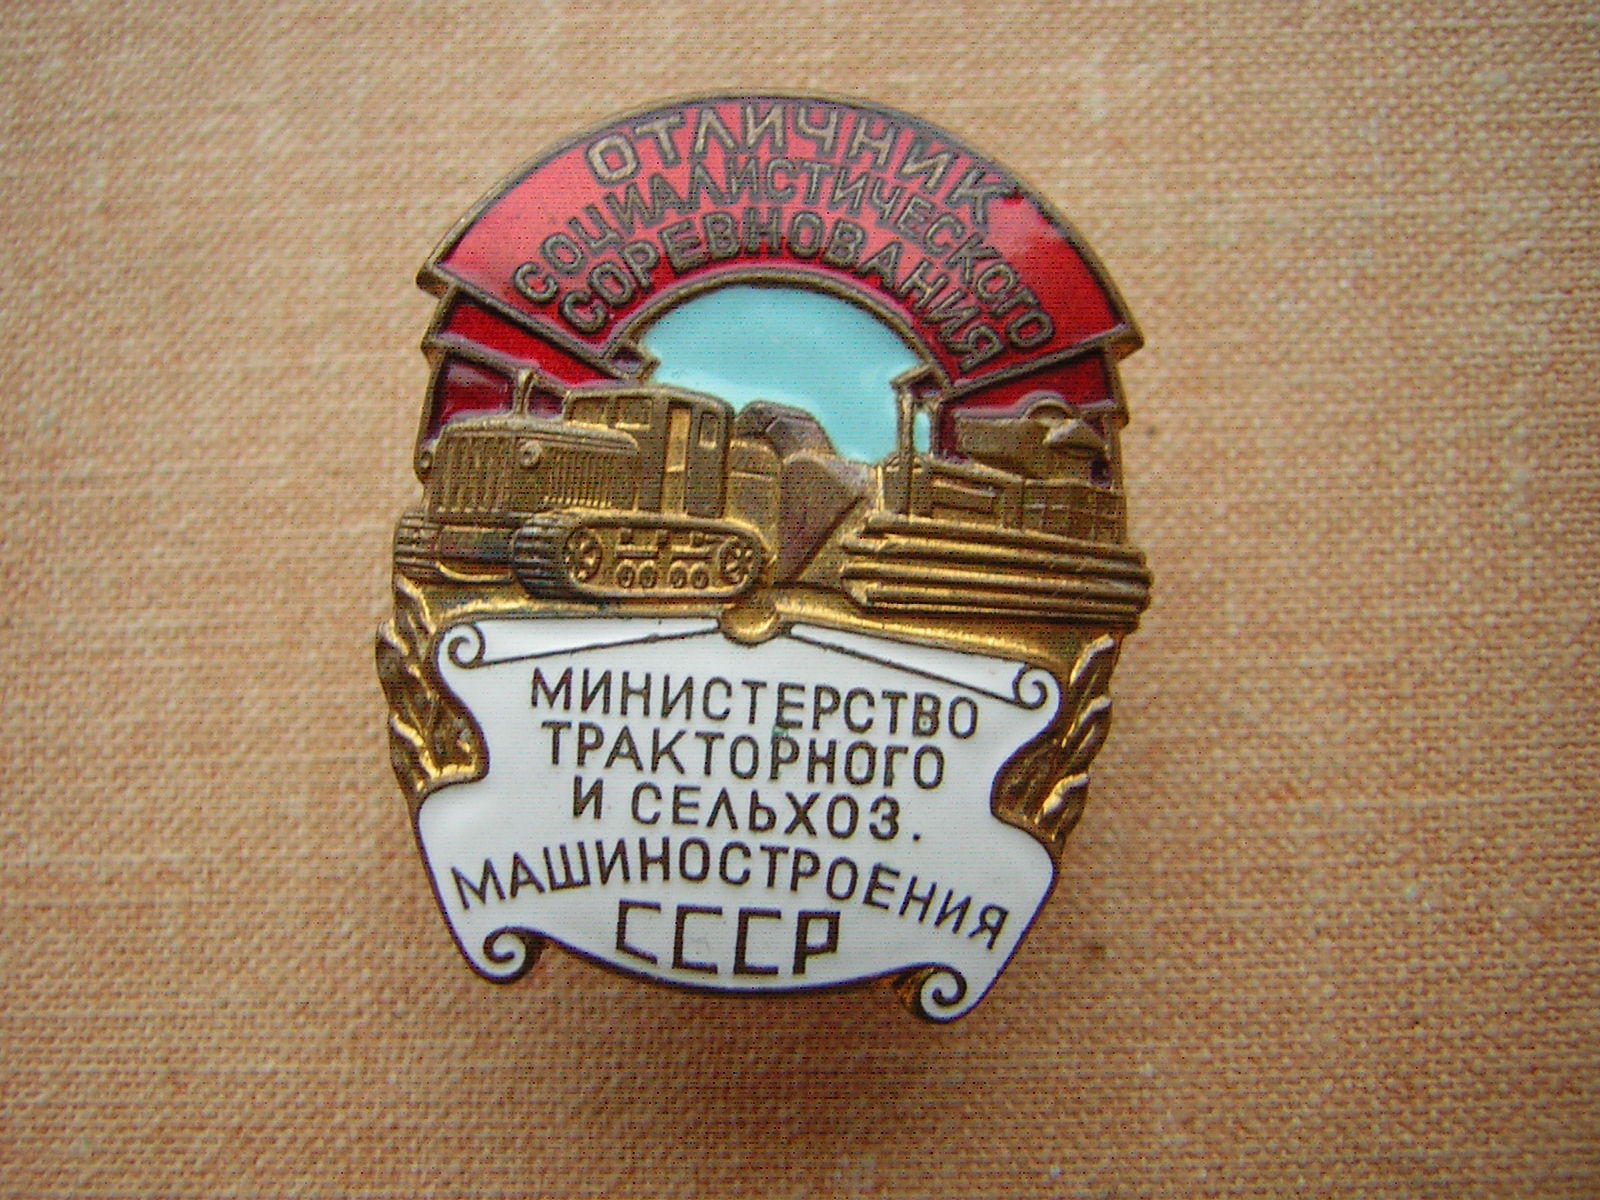 ОТЛИЧНИК
СОЦИАЛИСТИЧЕСКОГО
СОРЕВНОВАНИЯ
МИНИСТЕРСТВО
ТРАКТОРНОГО
И СЕЛЬХОЗ.
МАШИНОСТРОЕНИЯ
СССР